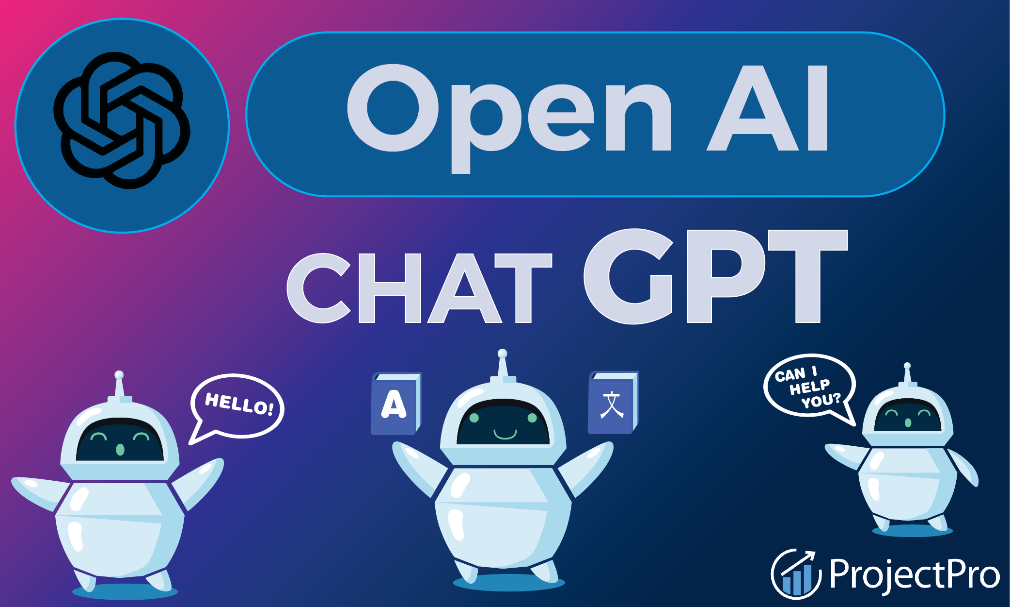 Open AI
CHAT GPT
HELLO!
A
文
CAN I
HELP
YOU?
ProjectPro